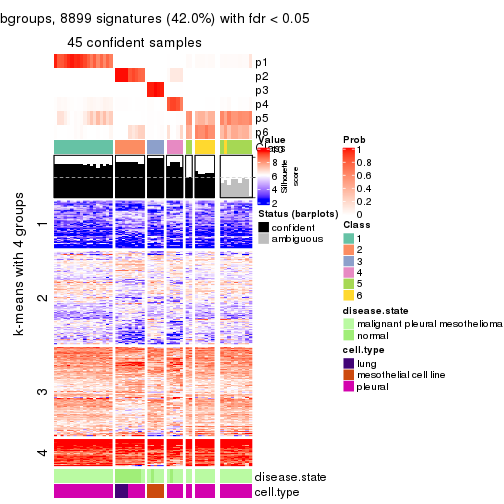 bgroups, 8899 signatures (42.0%) with fdr < 0.05
45 confident samples
p1
p2
p3
p4
p5
p6
Class
Value
8
6
4
2
Silhouette
score
Status (barplots)
confident
ambiguous
Prob
1
0.8
0.6
0.4
0.2
0
Class
1
2
3
4
5
6
disease.state
malignant pleural mesothelioma
normal
cell.type
lung
mesothelial cell line
pleural
k-means with 4 groups
1
2
3
4
disease.state
cell.type